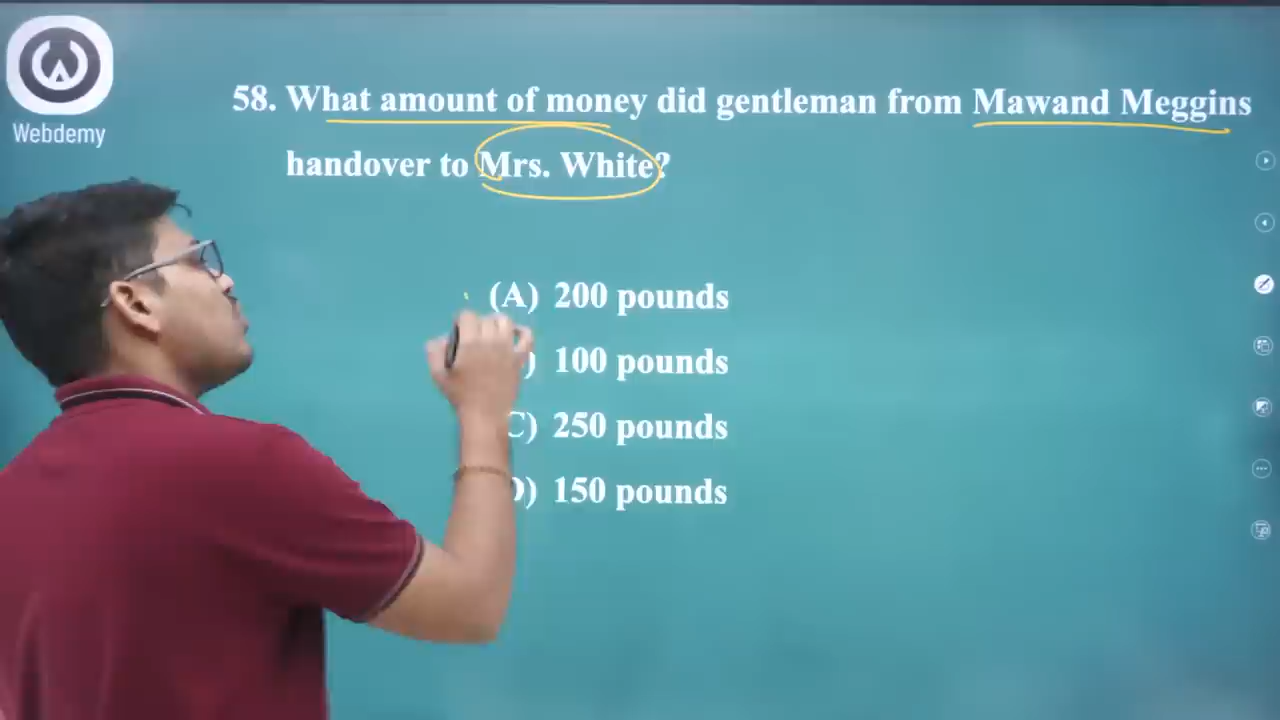 Webdemy
58. What amount of money did gentleman from Mawand Meggins
handover to Mrs. White?
(A) 200 pounds
) 100 pounds
C) 250 pounds
D) 150 pounds